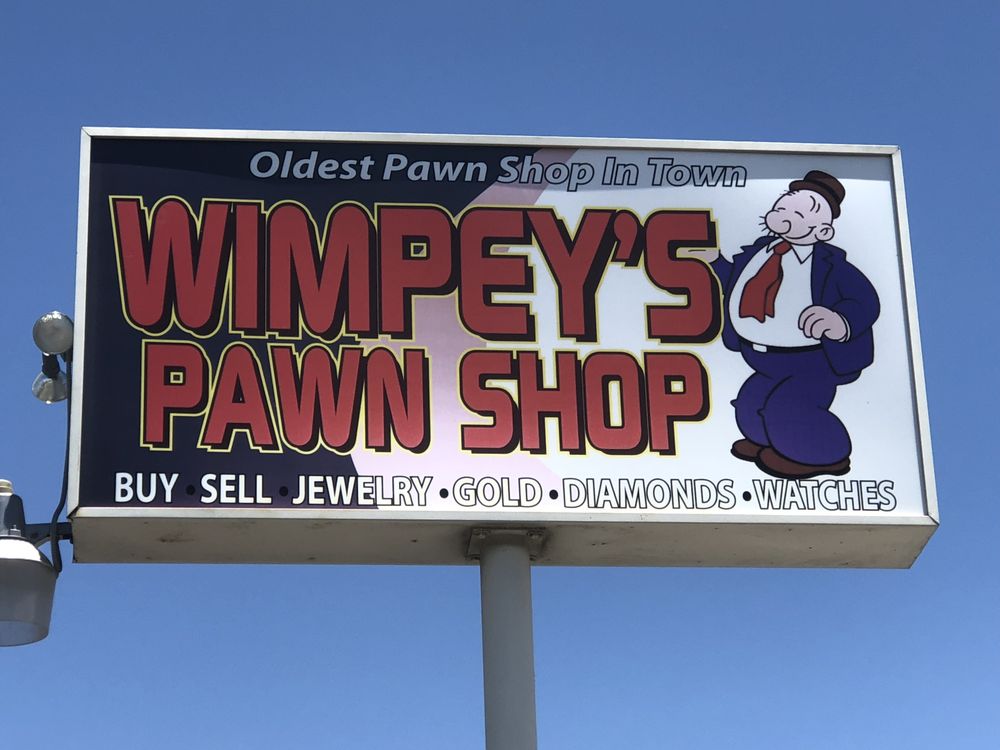 Oldest Pawn Shop In Town
WIMPEY'S
PAWN SHOP
BUY • SELL • JEWELRY • GOLD • DIAMONDS • WATCHES